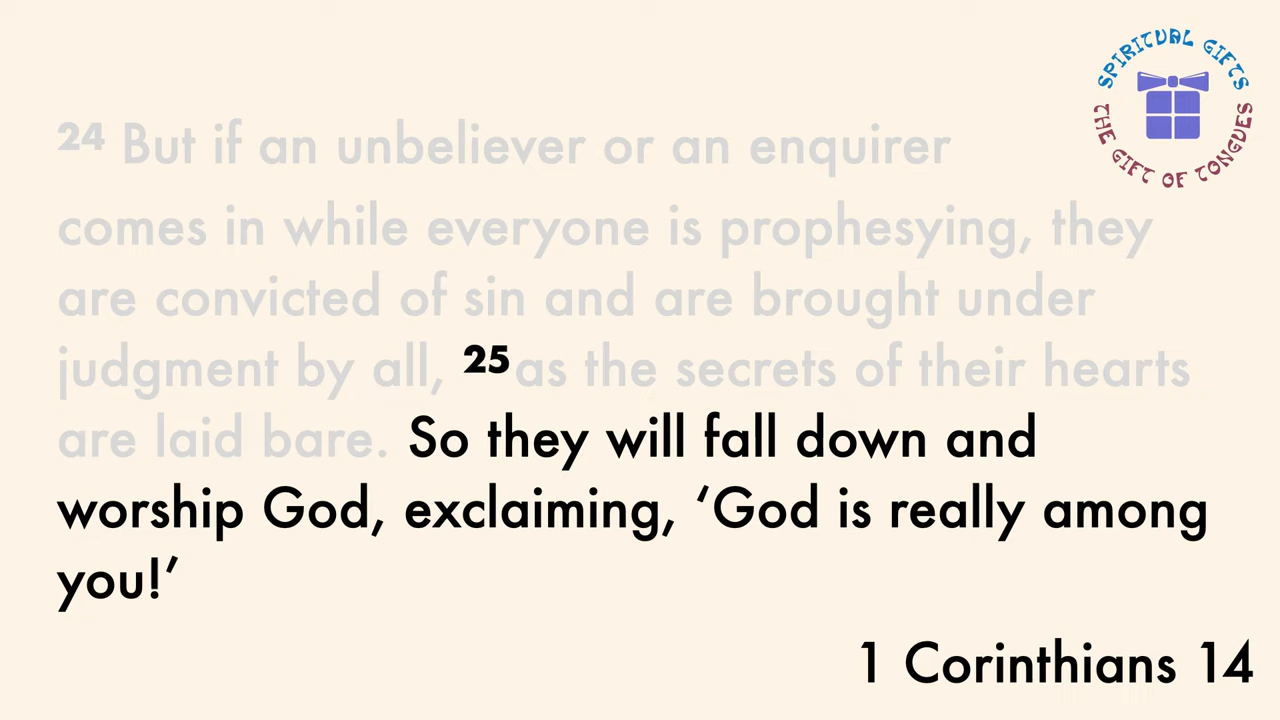 SPIRITUAL GIFTS
THE GIFT OF TONGUES
24 But if an unbeliever or an enquirer
comes in while everyone is prophesying, they
are convicted of sin and are brought under
judgment by all, 25 as the secrets of their hearts
are laid bare. So they will fall down and
worship God, exclaiming, ‘God is really among
you!’
1 Corinthians 14